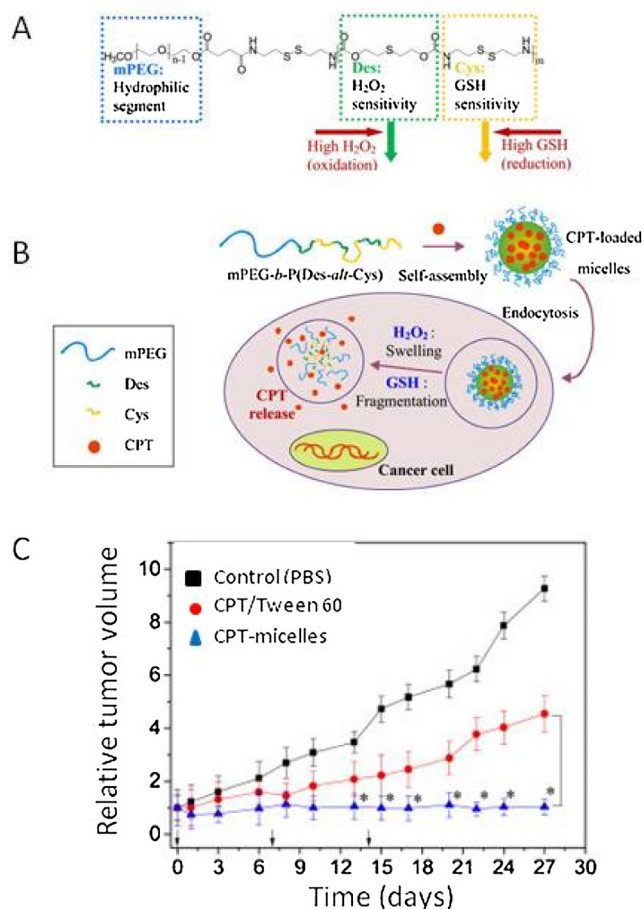 A
H₃CO
O
n-1
O
O
O
N
H
S
S
H
N
O
O
S
O
O
N
H
S
S
H
N
m
mPEG:
Hydrophilic
segment
Des:
H₂O₂
sensitivity
Cys:
GSH
sensitivity
High H₂O₂
(oxidation)
High GSH
(reduction)
B
mPEG-b-P(Des-alt-Cys)
Self-assembly
CPT-loaded
micelles
Endocytosis
mPEG
Des
Cys
CPT
H₂O₂ :
Swelling
GSH :
Fragmentation
CPT
release
Cancer cell
C
Control (PBS)
CPT/Tween 60
CPT-micelles
Relative tumor volume
10
8
6
4
2
0
* * * * * * *
0 3 6 9 12 15 18 21 24 27 30
Time (days)